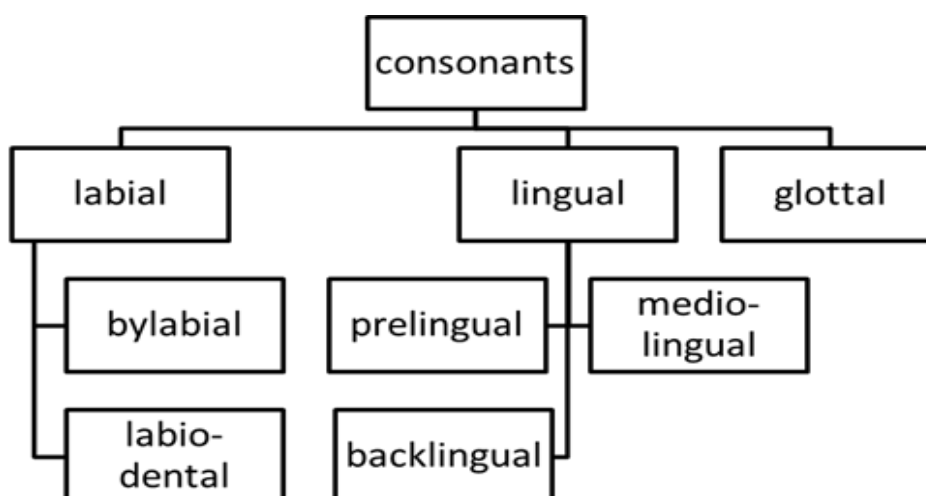 consonants
labial
lingual
glottal
bylabial
prelingual
medio-
lingual
labio-
dental
backlingual